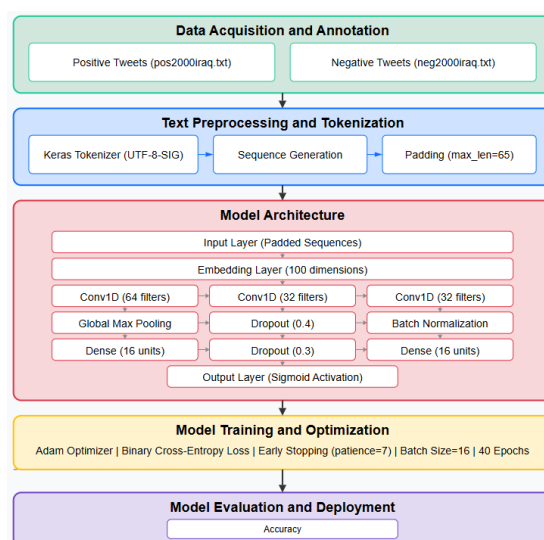 Data Acquisition and Annotation
Positive Tweets (pos2000iraq.txt)
Negative Tweets (neg2000iraq.txt)
Text Preprocessing and Tokenization
Keras Tokenizer (UTF-8-SIG)
Sequence Generation
Padding (max_len=65)
Model Architecture
Input Layer (Padded Sequences)
Embedding Layer (100 dimensions)
Conv1D (64 filters)
Conv1D (32 filters)
Conv1D (32 filters)
Global Max Pooling
Dropout (0.4)
Batch Normalization
Dense (16 units)
Dropout (0.3)
Dense (16 units)
Output Layer (Sigmoid Activation)
Model Training and Optimization
Adam Optimizer | Binary Cross-Entropy Loss | Early Stopping (patience=7) | Batch Size=16 | 40 Epochs
Model Evaluation and Deployment
Accuracy